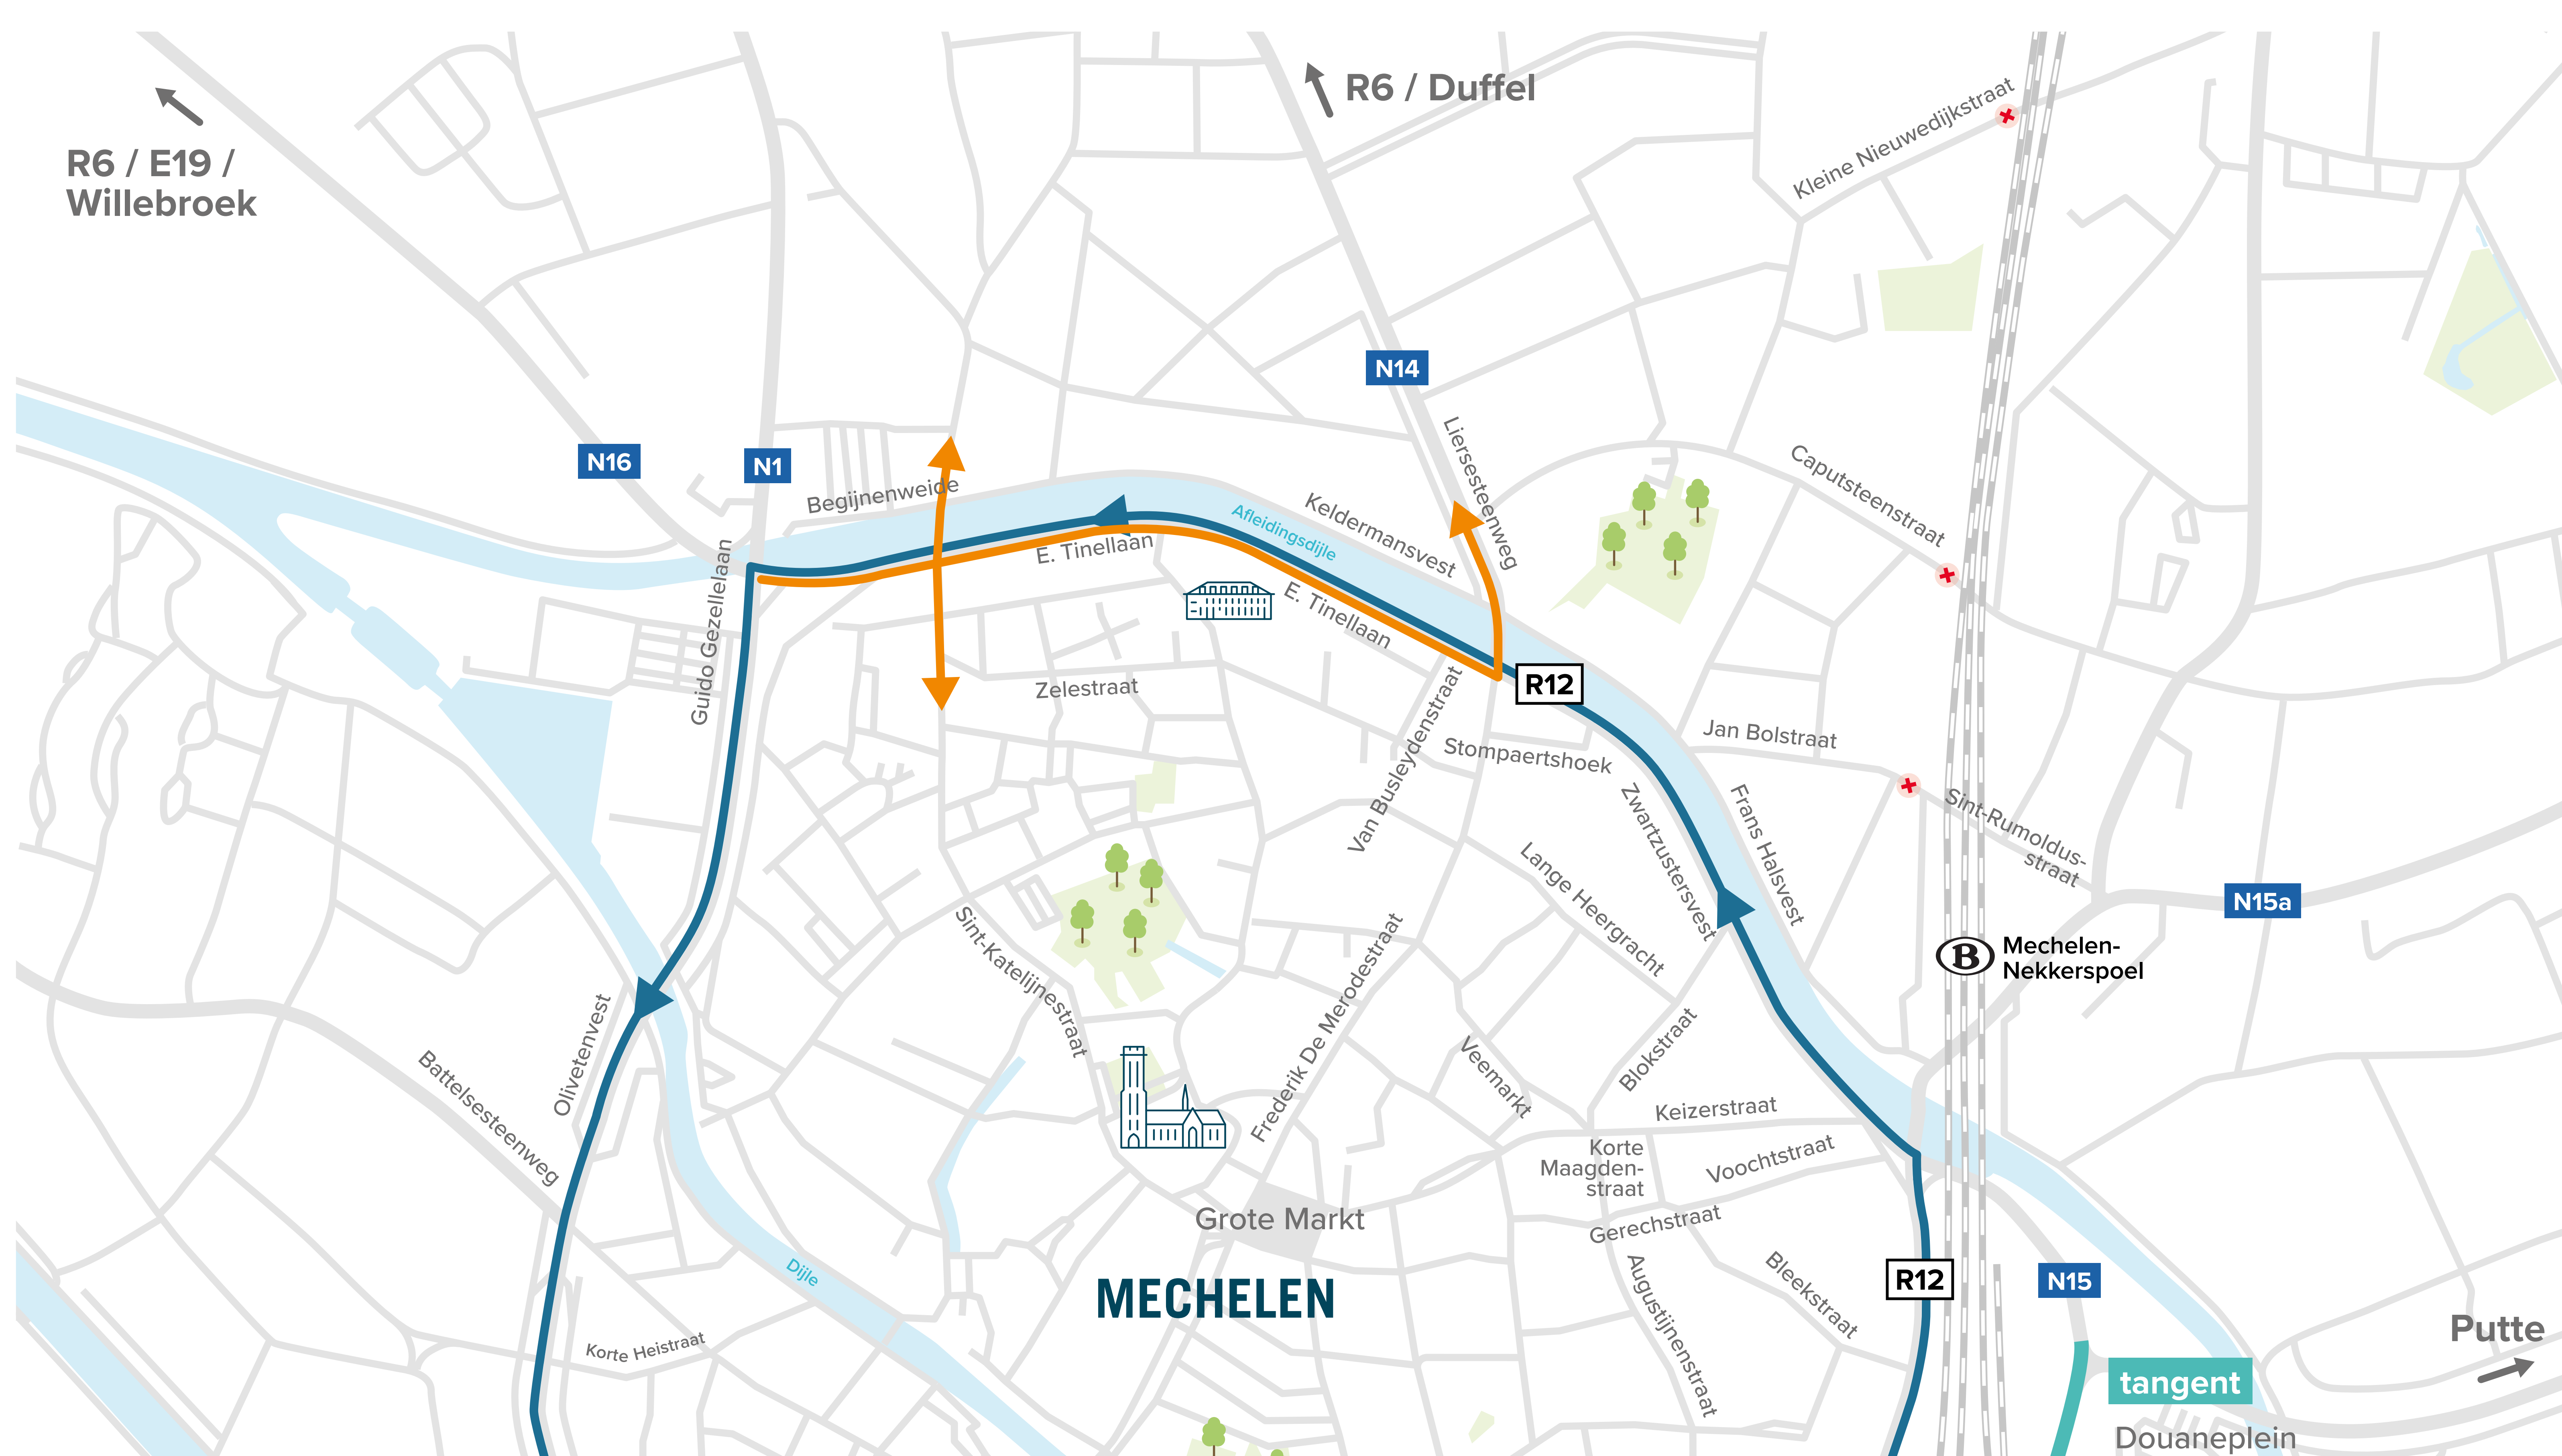 R6 / Duffel
Kleine Nieuwedijkstraat
R6 / E19 /
Willebroek
N14
N16
N1
Liersesteenweg
Caputsteenstraat
Begijnenweide
Keldermansvest
Afleidingsdijle
E. Tinellaan
E. Tinellaan
Guido Gezellelaan
Zelestraat
R12
Van Busleydenstraat
Stompaertshoek
Jan Bolstraat
Zwartzustersvest
Frans Halsvest
Sint-Rumoldus-
straat
Lange Heergracht
N15a
Sint-Katelijnestraat
Frederik De Merodestraat
B
Mechelen-
Nekkerspoel
Olivetenvest
Battelsesteenweg
Veemarkt
Blokstraat
Keizerstraat
Korte
Maagden-
straat
Voochtstraat
Grote Markt
Gerechtstraat
Dijle
MECHELEN
Augustijnenstraat
Bleekstraat
R12
N15
Korte Heistraat
Putte
tangent
Douaneplein